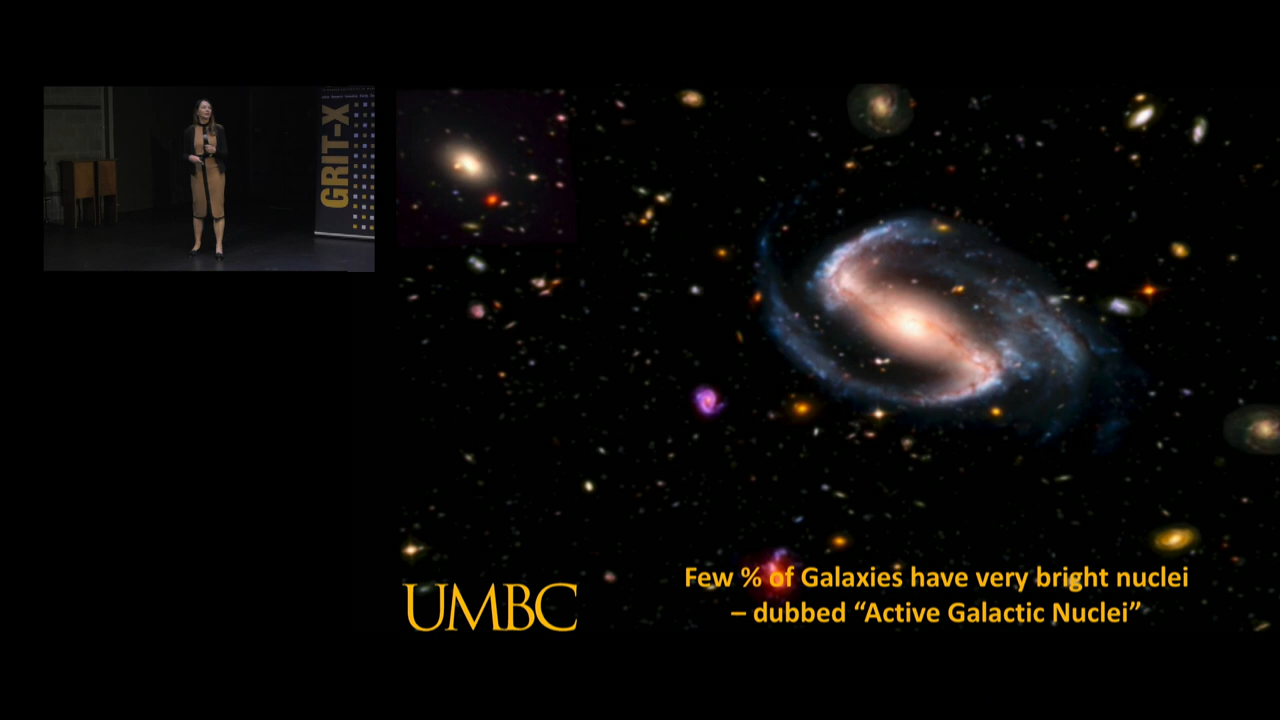 GRIT-X
UMBC
Few % of Galaxies have very bright nuclei
– dubbed “Active Galactic Nuclei”